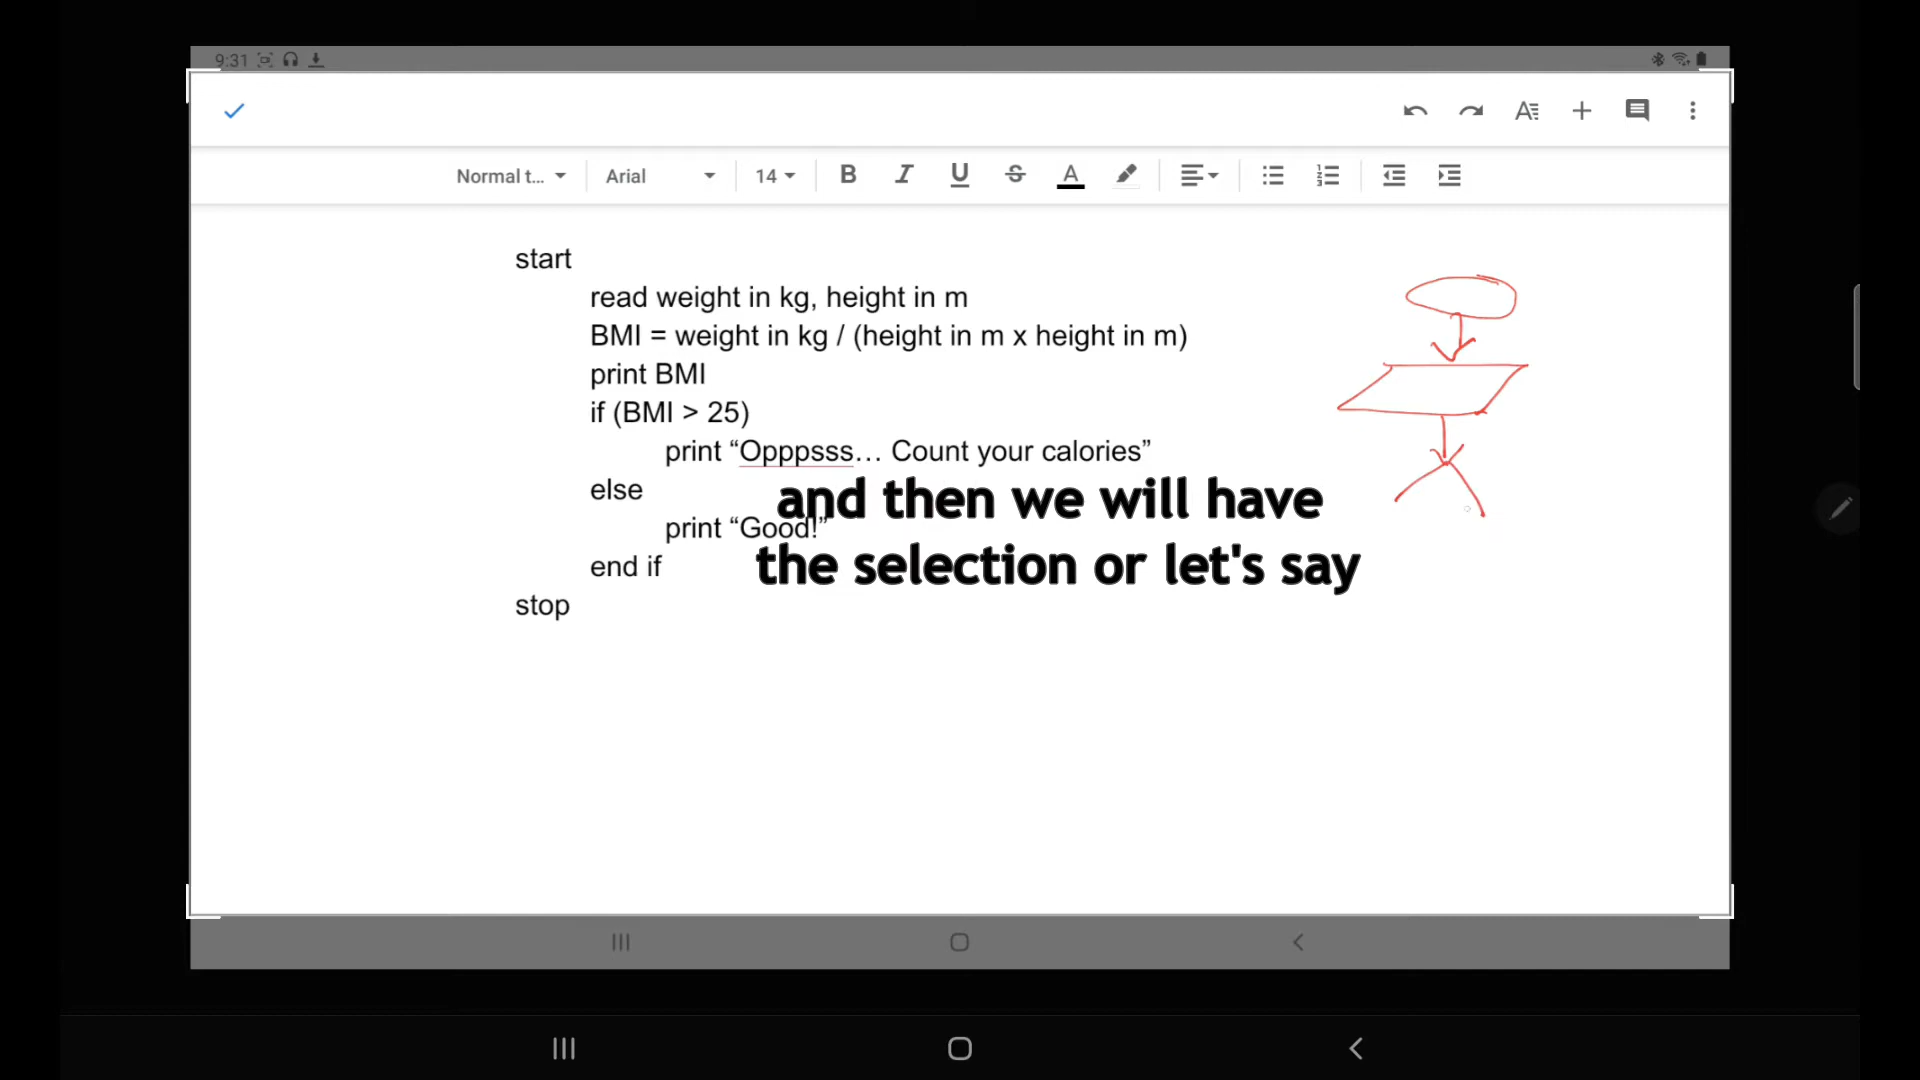 9:31
Normal t... Arial 14 B I U S A
start
read weight in kg, height in m
BMI = weight in kg / (height in m x height in m)
print BMI
if (BMI > 25)
print “Opppsss… Count your calories”
else
print “Good!”
end if
stop
and then we will have
the selection or let's say